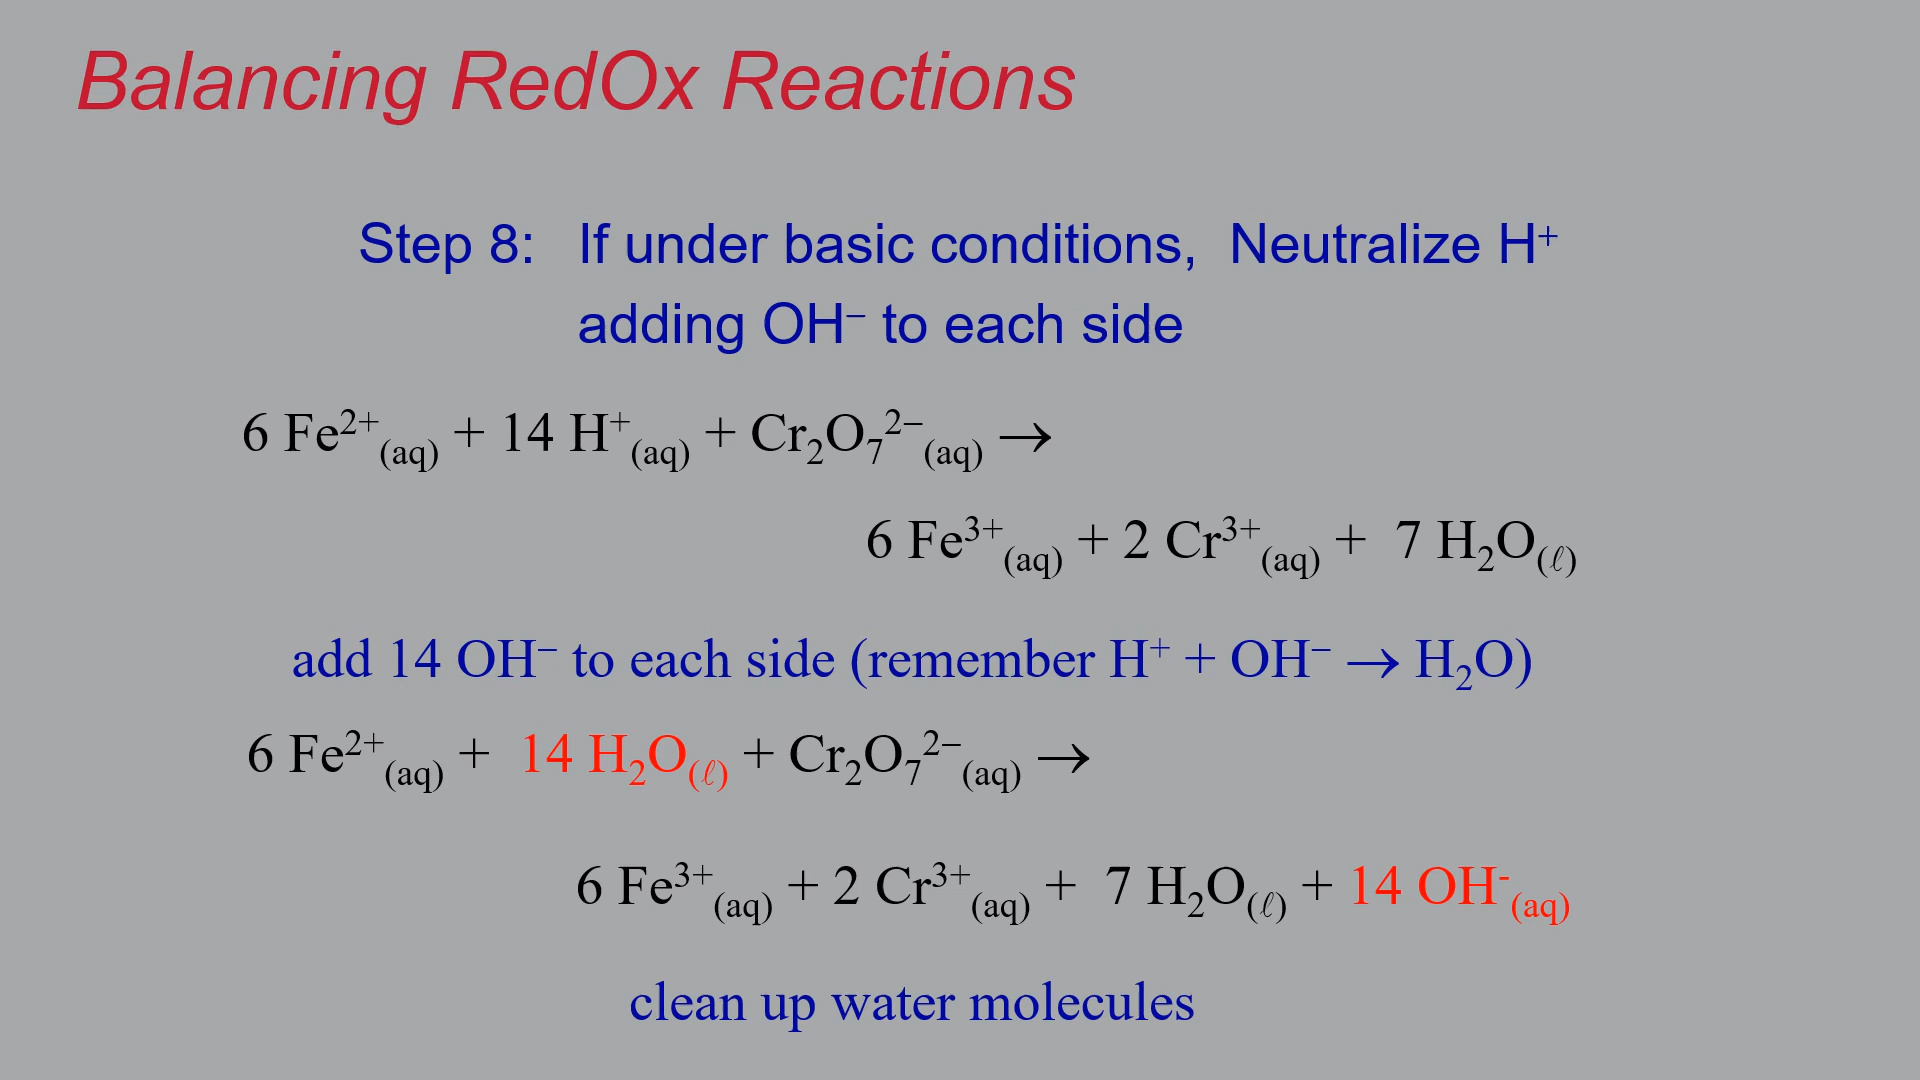 Balancing RedOx Reactions
Step 8: If under basic conditions, Neutralize H⁺
adding OH⁻ to each side
6 Fe²⁺(aq) + 14 H⁺(aq) + Cr₂O₇²⁻(aq) →
6 Fe³⁺(aq) + 2 Cr³⁺(aq) + 7 H₂O(ℓ)
add 14 OH⁻ to each side (remember H⁺ + OH⁻ → H₂O)
6 Fe²⁺(aq) + 14 H₂O(ℓ) + Cr₂O₇²⁻(aq) →
6 Fe³⁺(aq) + 2 Cr³⁺(aq) + 7 H₂O(ℓ) + 14 OH⁻(aq)
clean up water molecules